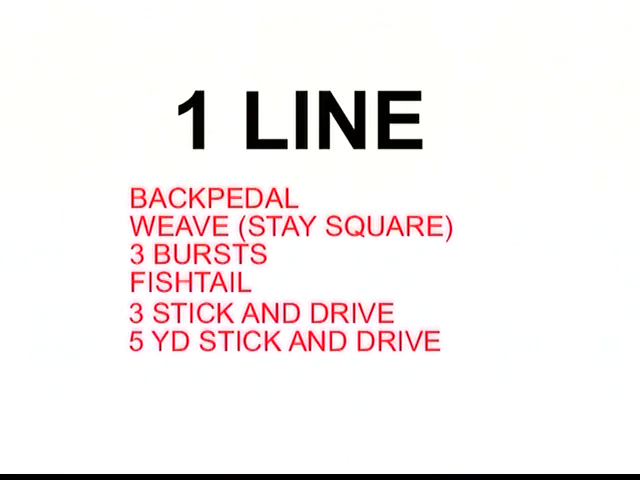 1 LINE
BACKPEDAL
WEAVE (STAY SQUARE)
3 BURSTS
FISHTAIL
3 STICK AND DRIVE
5 YD STICK AND DRIVE